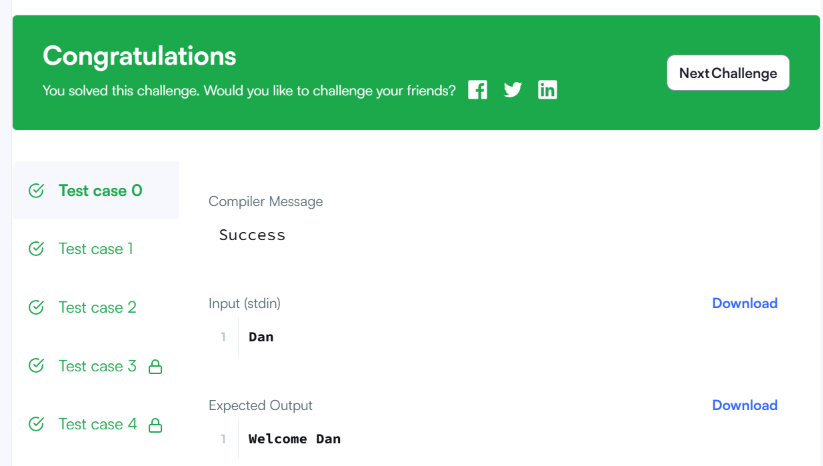 Congratulations
You solved this challenge. Would you like to challenge your friends?
Next Challenge
Test case 0
Test case 1
Test case 2
Test case 3
Test case 4
Compiler Message
Success
Input (stdin)
Download
1 Dan
Expected Output
Download
1 Welcome Dan